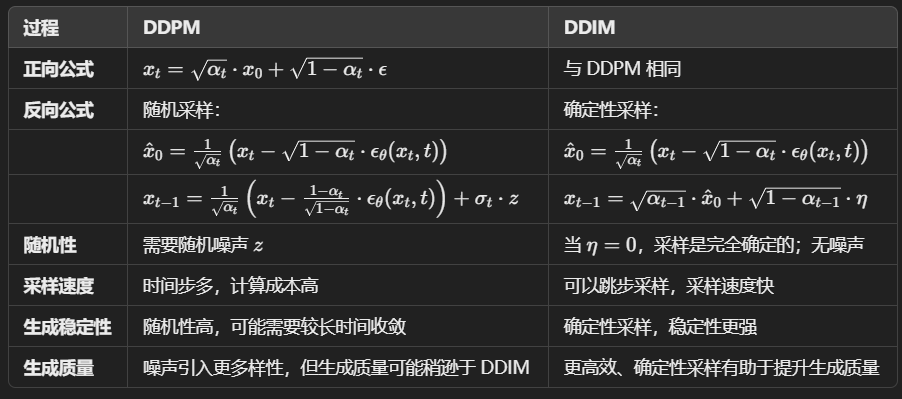 过程 DDPM DDIM
正向公式 $x_t = \sqrt{\alpha_t} \cdot x_0 + \sqrt{1 - \alpha_t} \cdot \epsilon$ 与 DDPM 相同
反向公式 随机采样： 确定性采样：
$\hat{x}_0 = \frac{1}{\sqrt{\alpha_t}} \left( x_t - \sqrt{1 - \alpha_t} \cdot \epsilon_\theta(x_t, t) \right)$ $\hat{x}_0 = \frac{1}{\sqrt{\alpha_t}} \left( x_t - \sqrt{1 - \alpha_t} \cdot \epsilon_\theta(x_t, t) \right)$
$x_{t-1} = \frac{1}{\sqrt{\alpha_t}} \left( x_t - \frac{1 - \alpha_t}{\sqrt{1 - \alpha_t}} \cdot \epsilon_\theta(x_t, t) \right) + \sigma_t \cdot z$ $x_{t-1} = \sqrt{\alpha_{t-1}} \cdot \hat{x}_0 + \sqrt{1 - \alpha_{t-1}} \cdot \eta$
随机性 需要随机噪声 $z$ 当 $\eta = 0$，采样是完全确定的；无噪声
采样速度 时间步多，计算成本高 可以跳步采样，采样速度快
生成稳定性 随机性高，可能需要较长时间收敛 确定性采样，稳定性更强
生成质量 噪声引入更多样性，但生成质量可能稍逊于 DDIM 更高效、确定性采样有助于提升生成质量